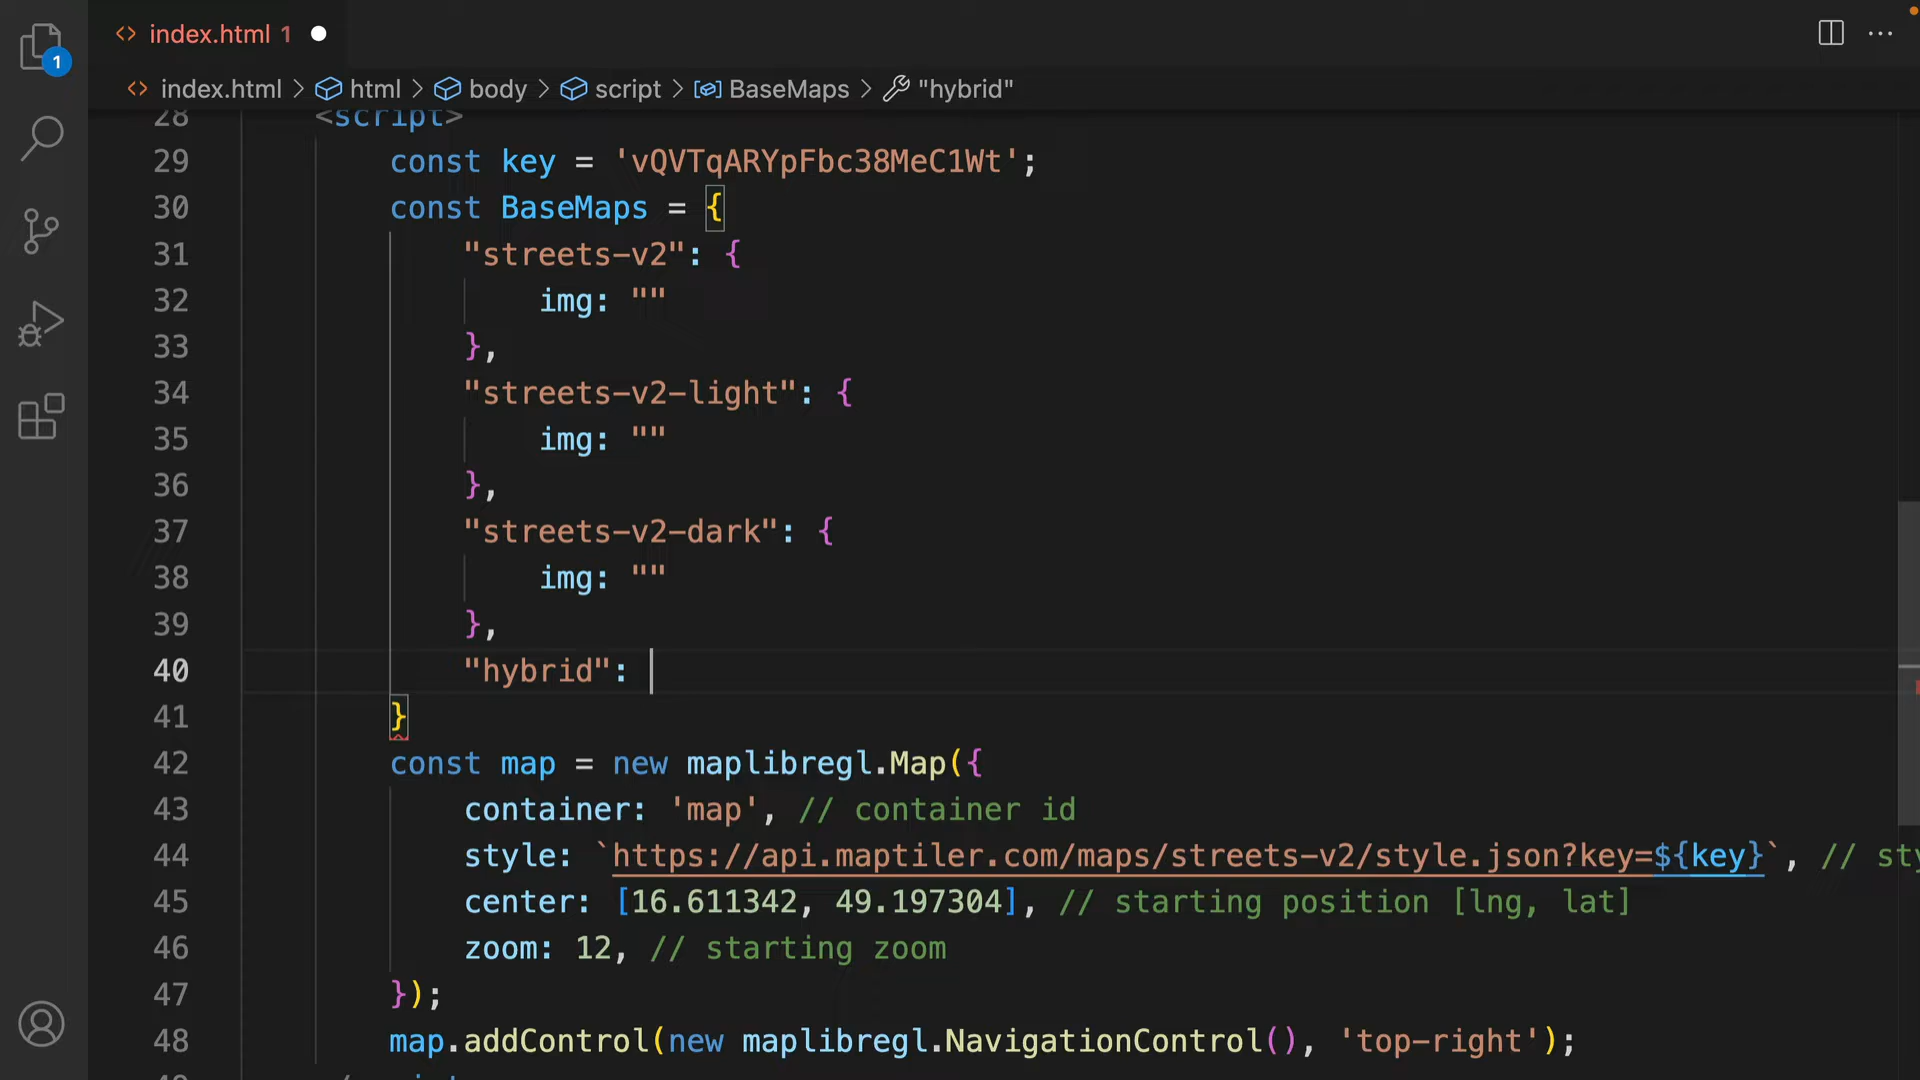 <> index.html 1
1
<> index.html > html > body > script > BaseMaps > "hybrid"
28 <script>
29 const key = 'vQVTqARYpFbc38MeC1Wt';
30 const BaseMaps = {
31 "streets-v2": {
32 img: ""
33 },
34 "streets-v2-light": {
35 img: ""
36 },
37 "streets-v2-dark": {
38 img: ""
39 },
40 "hybrid":
41 }
42 const map = new maplibregl.Map({
43 container: 'map', // container id
44 style: `https://api.maptiler.com/maps/streets-v2/style.json?key=${key}`, // sty
45 center: [16.611342, 49.197304], // starting position [lng, lat]
46 zoom: 12, // starting zoom
47 });
48 map.addControl(new maplibregl.NavigationControl(), 'top-right');